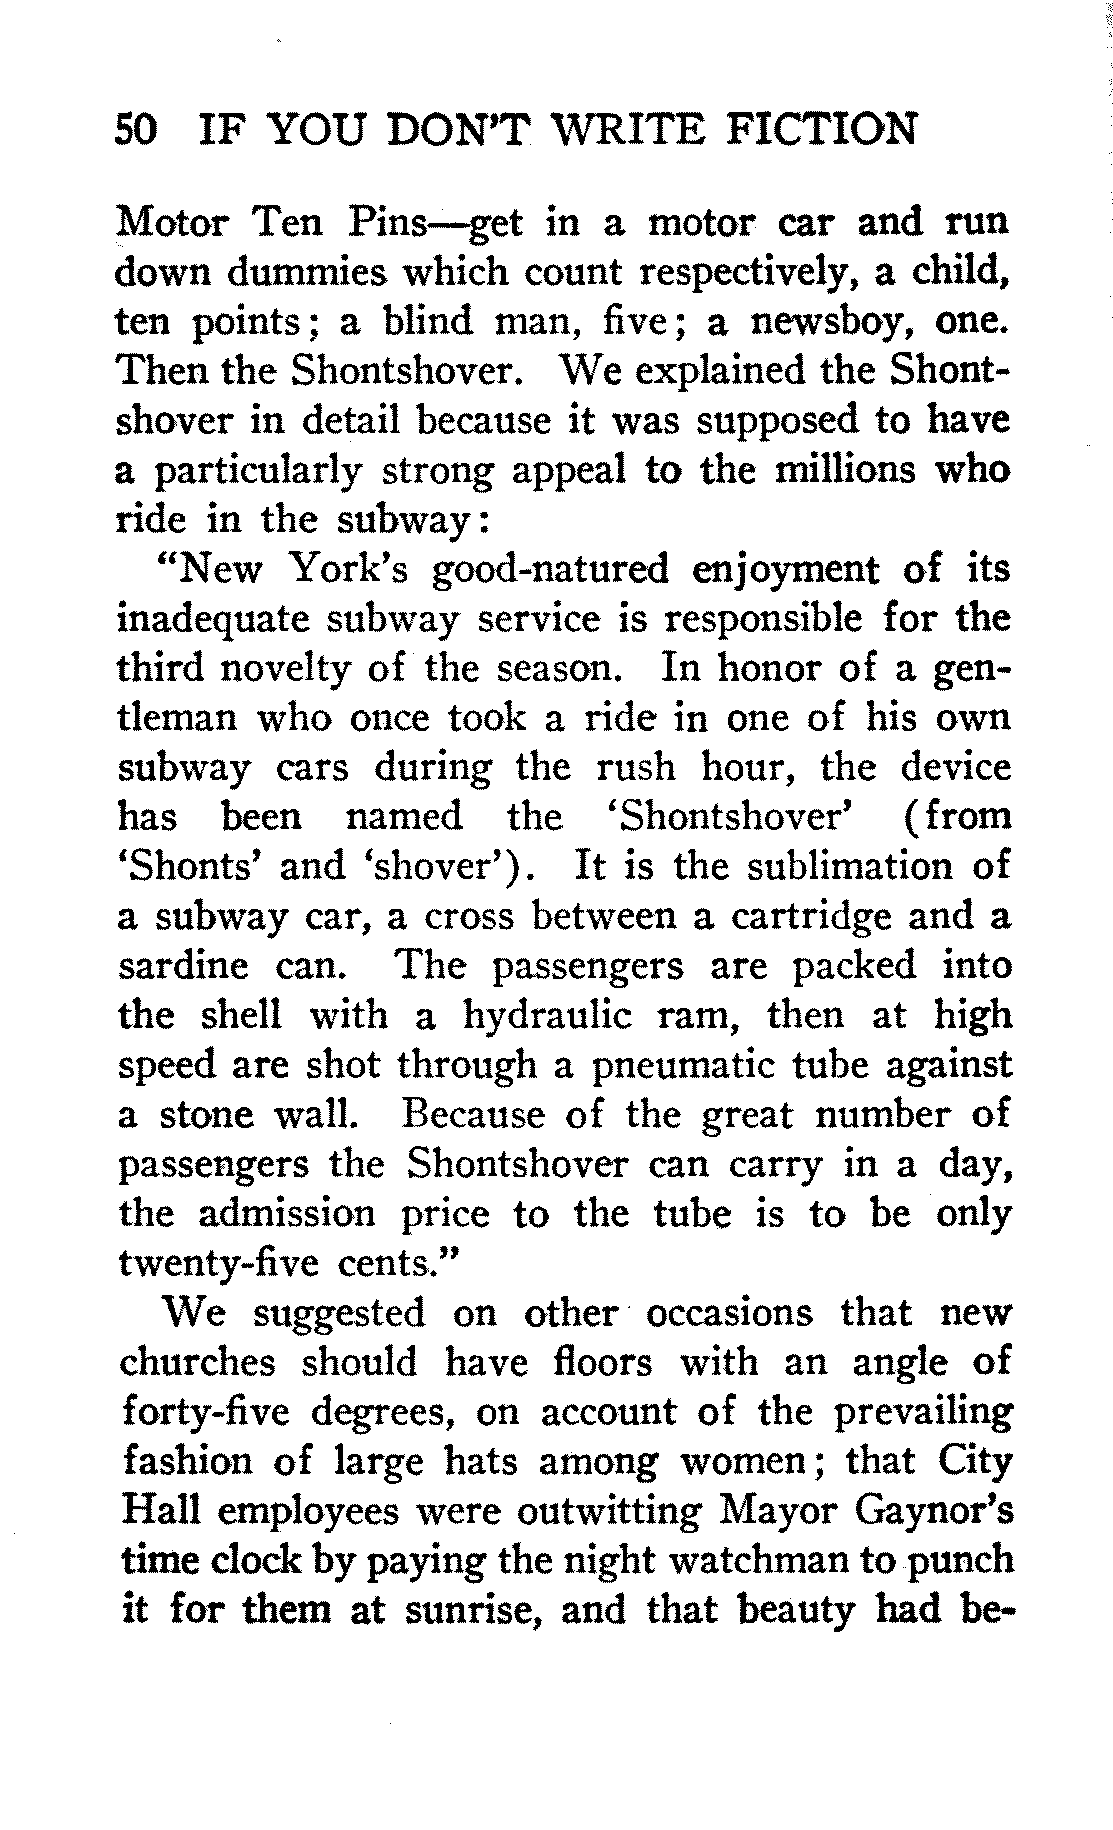 50 IF YOU DON'T WRITE FICTION
Motor Ten Pins—get in a motor car and run
down dummies which count respectively, a child,
ten points; a blind man, five; a newsboy, one.
Then the Shontshover. We explained the Shont-
shover in detail because it was supposed to have
a particularly strong appeal to the millions who
ride in the subway:
"New York's good-natured enjoyment of its
inadequate subway service is responsible for the
third novelty of the season. In honor of a gen-
tleman who once took a ride in one of his own
subway cars during the rush hour, the device
has been named the 'Shontshover' (from
'Shonts' and 'shover'). It is the sublimation of
a subway car, a cross between a cartridge and a
sardine can. The passengers are packed into
the shell with a hydraulic ram, then at high
speed are shot through a pneumatic tube against
a stone wall. Because of the great number of
passengers the Shontshover can carry in a day,
the admission price to the tube is to be only
twenty-five cents."
We suggested on other occasions that new
churches should have floors with an angle of
forty-five degrees, on account of the prevailing
fashion of large hats among women; that City
Hall employees were outwitting Mayor Gaynor's
time clock by paying the night watchman to punch
it for them at sunrise, and that beauty had be-